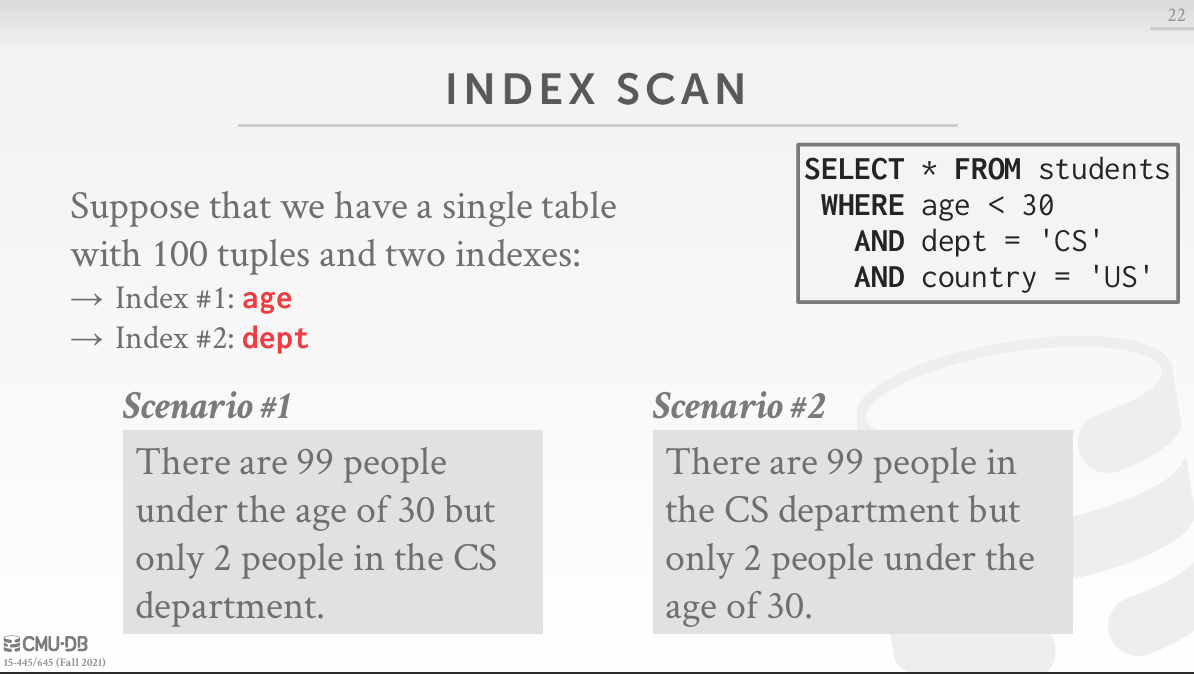 22
INDEX SCAN
SELECT * FROM students
WHERE age < 30
AND dept = 'CS'
AND country = 'US'
Suppose that we have a single table
with 100 tuples and two indexes:
→ Index #1: age
→ Index #2: dept
Scenario #1
There are 99 people
under the age of 30 but
only 2 people in the CS
department.
Scenario #2
There are 99 people in
the CS department but
only 2 people under the
age of 30.
CMU·DB
15-445/645 (Fall 2021)